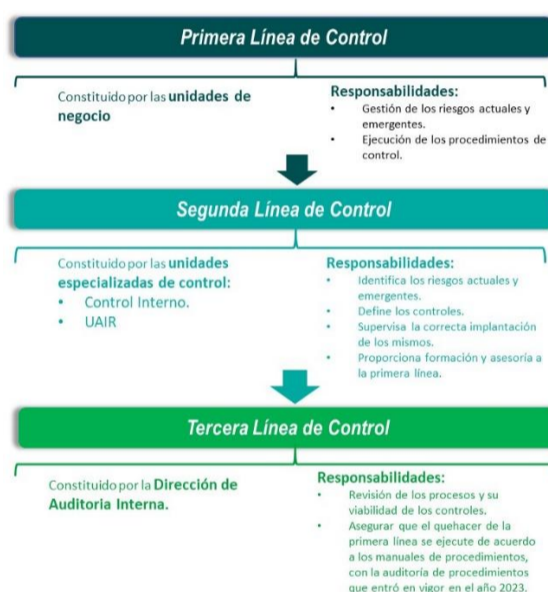 Primera Línea de Control
Constituido por las unidades de
negocio
Responsabilidades:
• Gestión de los riesgos actuales y
emergentes.
• Ejecución de los procedimientos de
control.
Segunda Línea de Control
Constituido por las unidades
especializadas de control:
• Control Interno.
• UAIR
Responsabilidades:
• Identifica los riesgos actuales y
emergentes.
• Define los controles.
• Supervisa la correcta implantación
de los mismos.
• Proporciona formación y asesoría a
la primera línea.
Tercera Línea de Control
Constituido por la Dirección de
Auditoria Interna.
Responsabilidades:
• Revisión de los procesos y su
viabilidad de los controles.
• Asegurar que el quehacer de la
primera línea se ejecute de acuerdo
a los manuales de procedimientos,
con la auditoría de procedimientos
que entró en vigor en el año 2023.